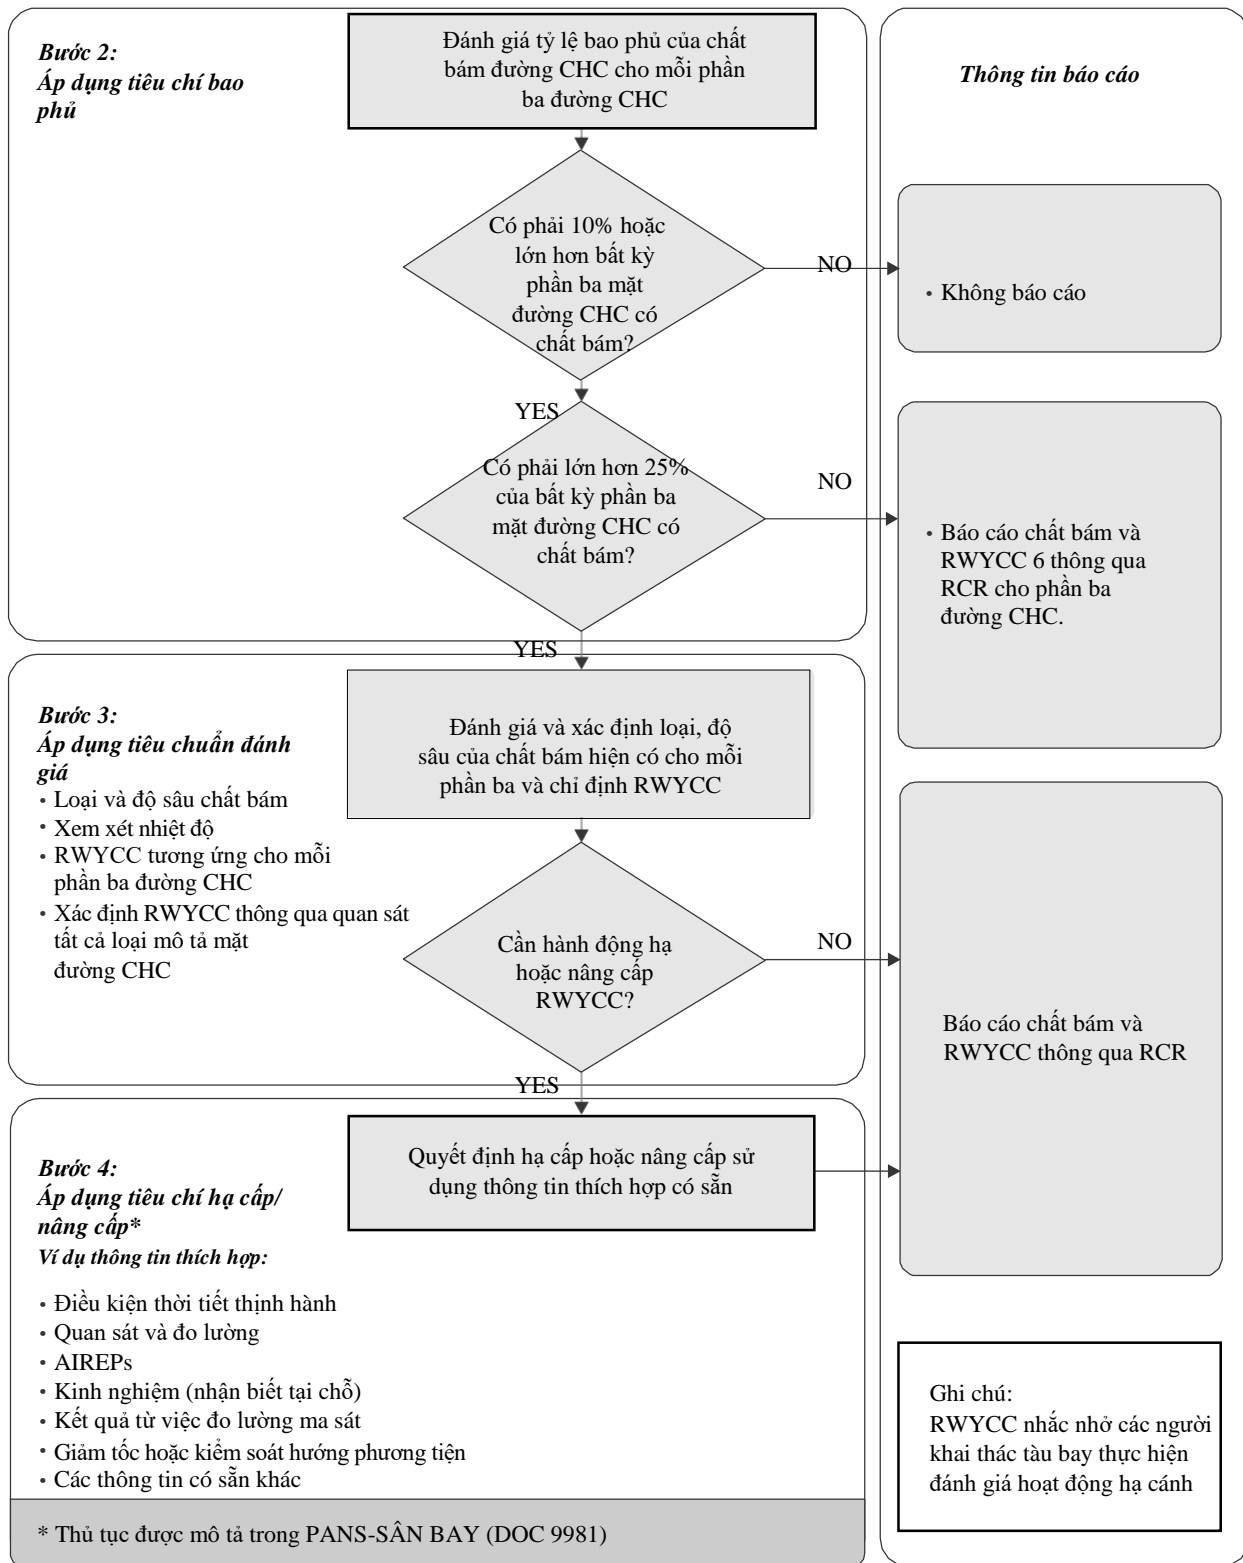 Bước 2:
Áp dụng tiêu chí bao
phủ
Đánh giá tỷ lệ bao phủ của chất
bám đường CHC cho mỗi phần
ba đường CHC
Thông tin báo cáo
Có phải 10% hoặc
lớn hơn bất kỳ
phần ba mặt
đường CHC có
chất bám?
NO
• Không báo cáo
YES
Có phải lớn hơn 25%
của bất kỳ phần ba
mặt đường CHC có
chất bám?
NO
• Báo cáo chất bám và
RWYCC 6 thông qua
RCR cho phần ba
đường CHC.
YES
Bước 3:
Áp dụng tiêu chuẩn đánh
giá
• Loại và độ sâu chất bám
• Xem xét nhiệt độ
• RWYCC tương ứng cho mỗi
phần ba đường CHC
• Xác định RWYCC thông qua quan sát
tất cả loại mô tả mặt
đường CHC
Đánh giá và xác định loại, độ
sâu của chất bám hiện có cho mỗi
phần ba và chỉ định RWYCC
Cần hành động hạ
hoặc nâng cấp
RWYCC?
NO
Báo cáo chất bám và
RWYCC thông qua RCR
YES
Bước 4:
Áp dụng tiêu chí hạ cấp/
nâng cấp*
Ví dụ thông tin thích hợp:
• Điều kiện thời tiết thịnh hành
• Quan sát và đo lường
• AIREPs
• Kinh nghiệm (nhận biết tại chỗ)
• Kết quả từ việc đo lường ma sát
• Giảm tốc hoặc kiểm soát hướng phương tiện
• Các thông tin có sẵn khác
Quyết định hạ cấp hoặc nâng cấp sử
dụng thông tin thích hợp có sẵn
Ghi chú:
RWYCC nhắc nhở các người
khai thác tàu bay thực hiện
đánh giá hoạt động hạ cánh
* Thủ tục được mô tả trong PANS-SÂN BAY (DOC 9981)